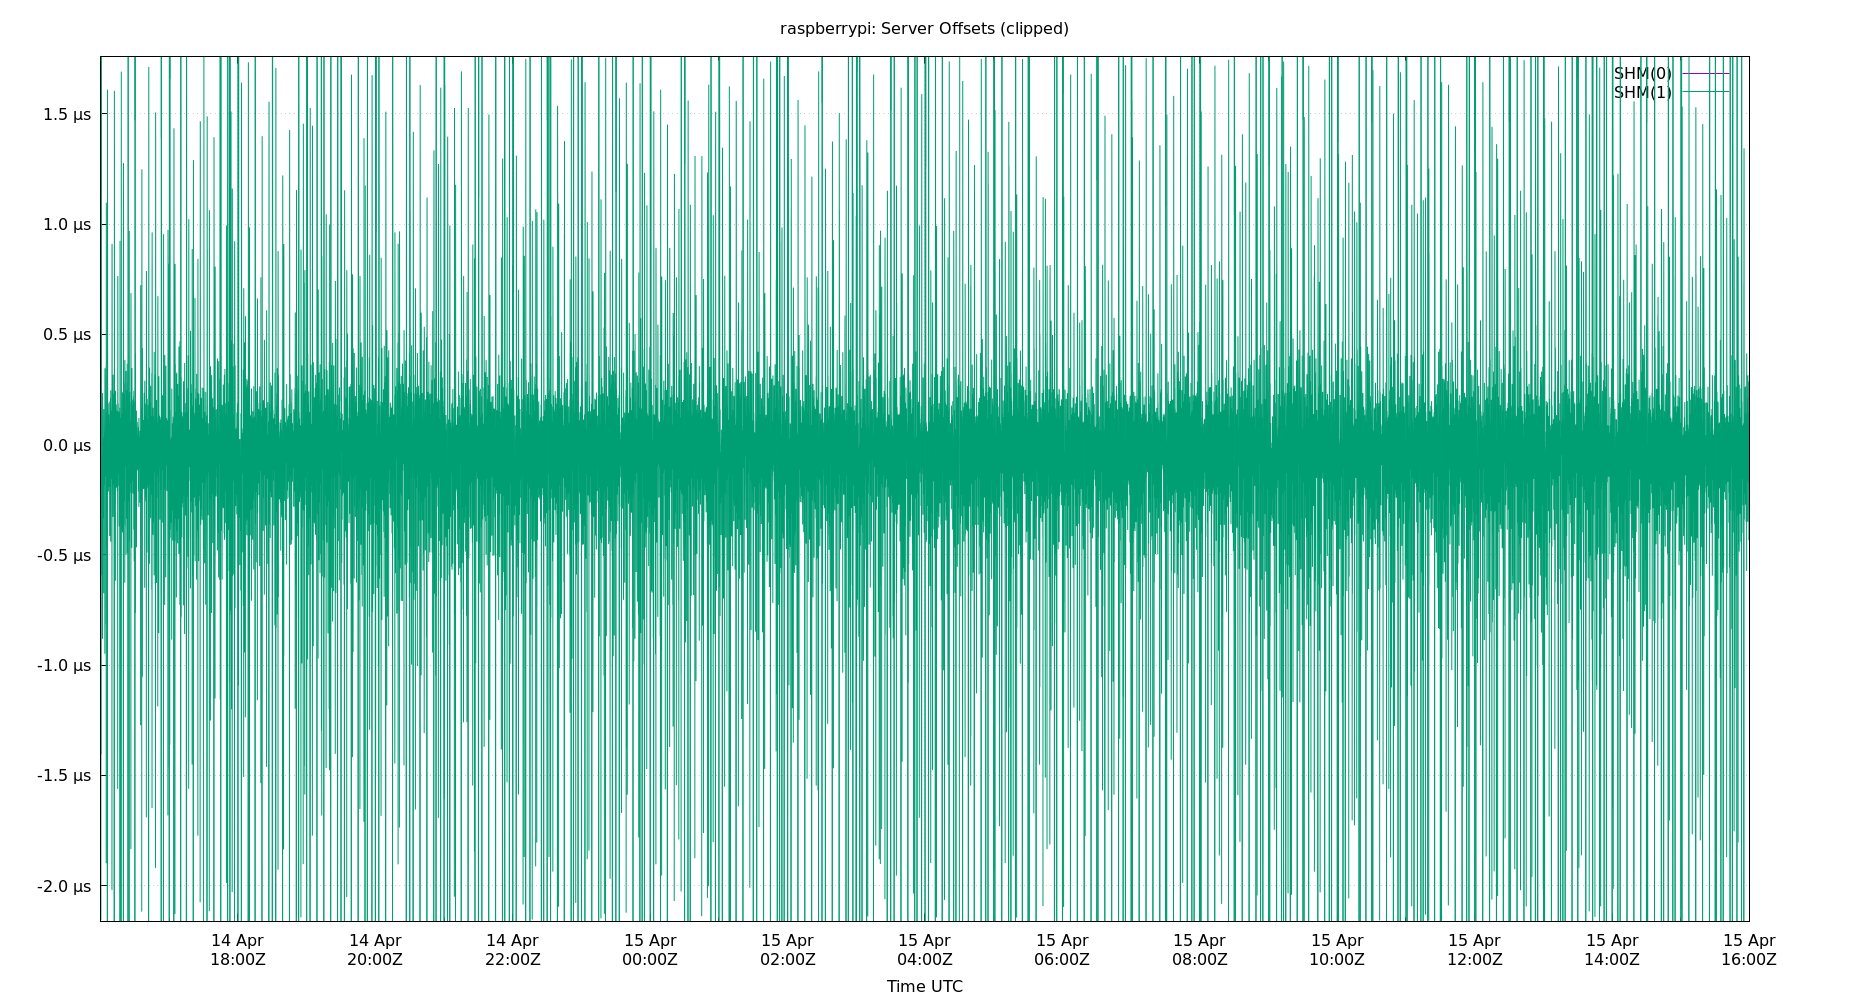 raspberrypi: Server Offsets (clipped)
SHM(0)
SHM(1)
1.5 µs
1.0 µs
0.5 µs
0.0 µs
-0.5 µs
-1.0 µs
-1.5 µs
-2.0 µs
14 Apr 14 Apr 14 Apr 15 Apr 15 Apr 15 Apr 15 Apr 15 Apr 15 Apr 15 Apr 15 Apr 15 Apr
18:00Z 20:00Z 22:00Z 00:00Z 02:00Z 04:00Z 06:00Z 08:00Z 10:00Z 12:00Z 14:00Z 16:00Z
Time UTC